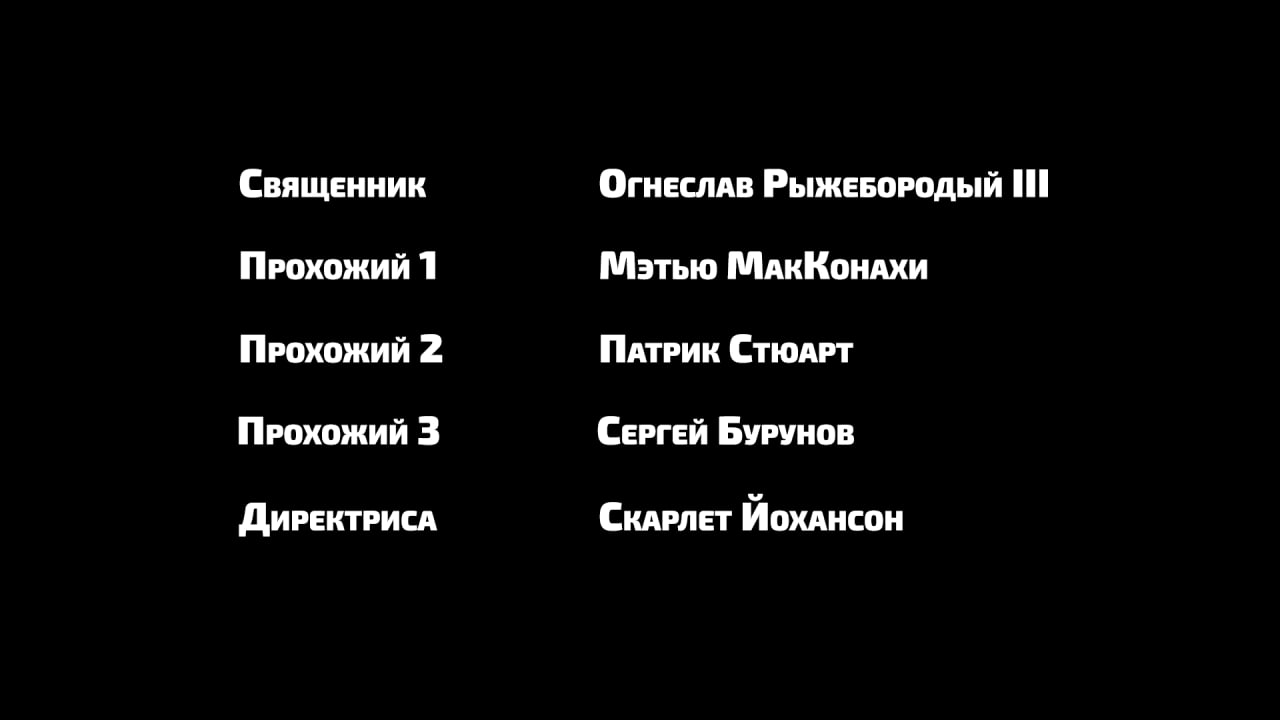 Священник Огнеслав Рыжебородый III
Прохожий 1 Мэтью МакКонахи
Прохожий 2 Патрик Стюарт
Прохожий 3 Сергей Бурунов
Директриса Скарлет Йохансон